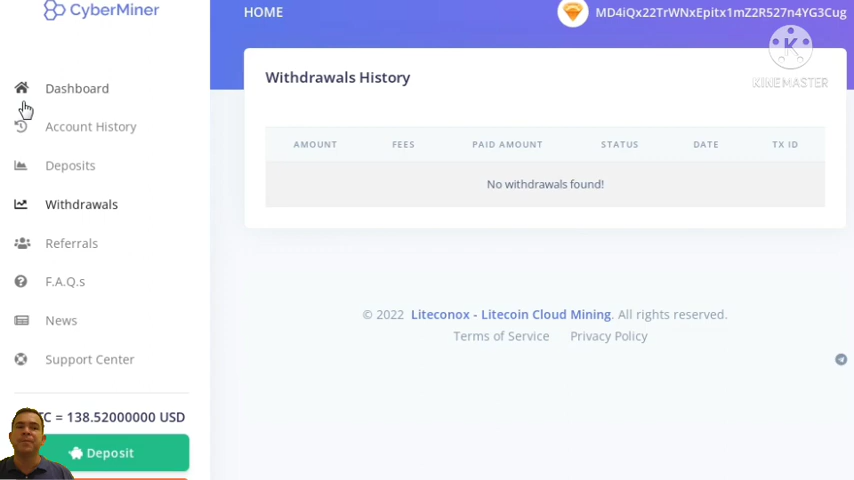 CyberMiner
HOME
MD4iQx22TrWNxEpitx1mZ2R527n4YG3Cug
Withdrawals History
K
KINEMASTER
Dashboard
Account History
Deposits
Withdrawals
Referrals
F.A.Q.s
News
Support Center
AMOUNT FEES PAID AMOUNT STATUS DATE TX ID
No withdrawals found!
© 2022 Liteconox - Litecoin Cloud Mining. All rights reserved.
Terms of Service Privacy Policy
C = 138.52000000 USD
Deposit